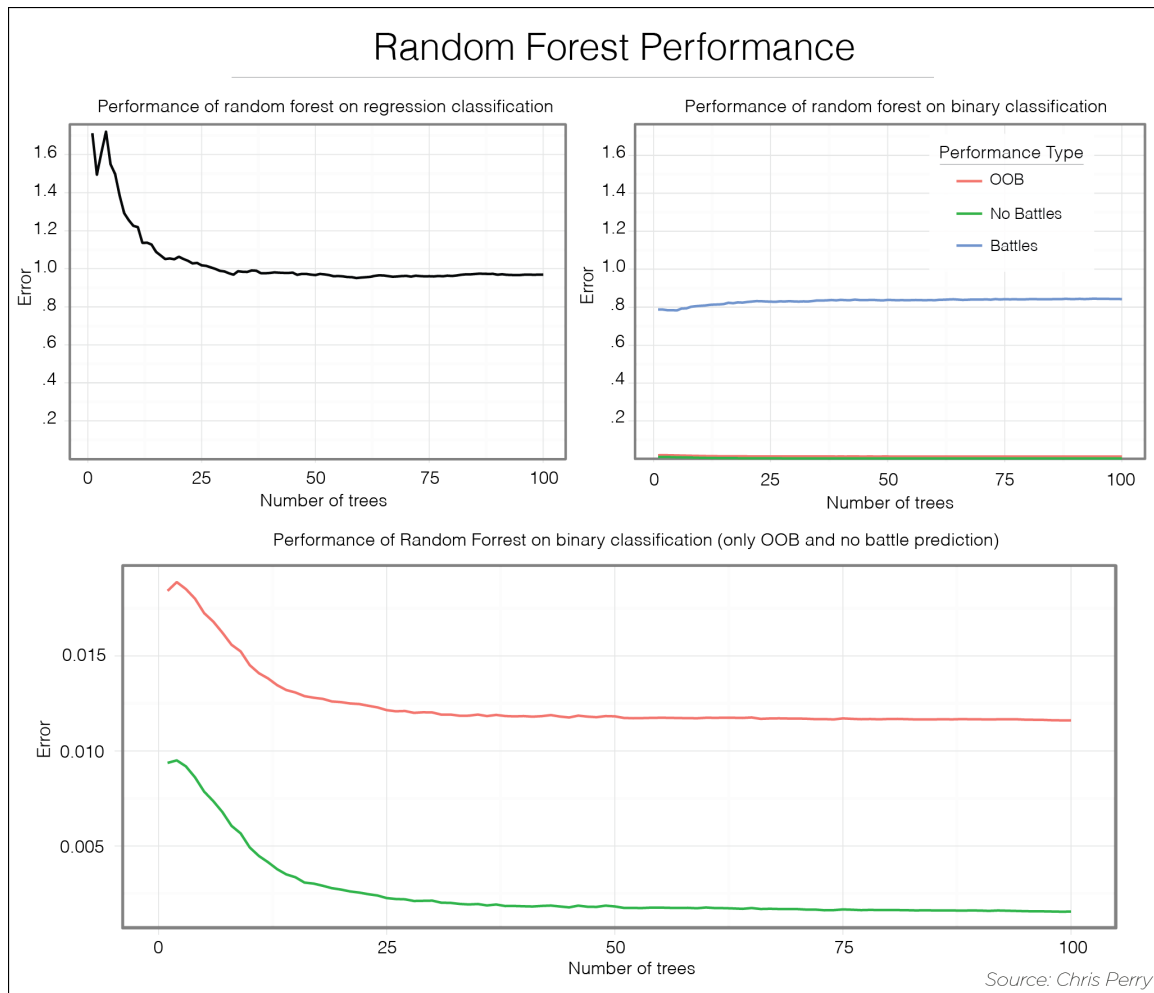 Random Forest Performance
Performance of random forest on regression classification
1.6
1.4
1.2
1.0
.8
.6
.4
.2
Error
0 25 50 75 100
Number of trees
Performance of random forest on binary classification
1.6
1.4
1.2
1.0
.8
.6
.4
.2
Error
Performance Type
OOB
No Battles
Battles
0 25 50 75 100
Number of trees
Performance of Random Forrest on binary classification (only OOB and no battle prediction)
0.015
0.010
0.005
Error
0 25 50 75 100
Number of trees
Source: Chris Perry